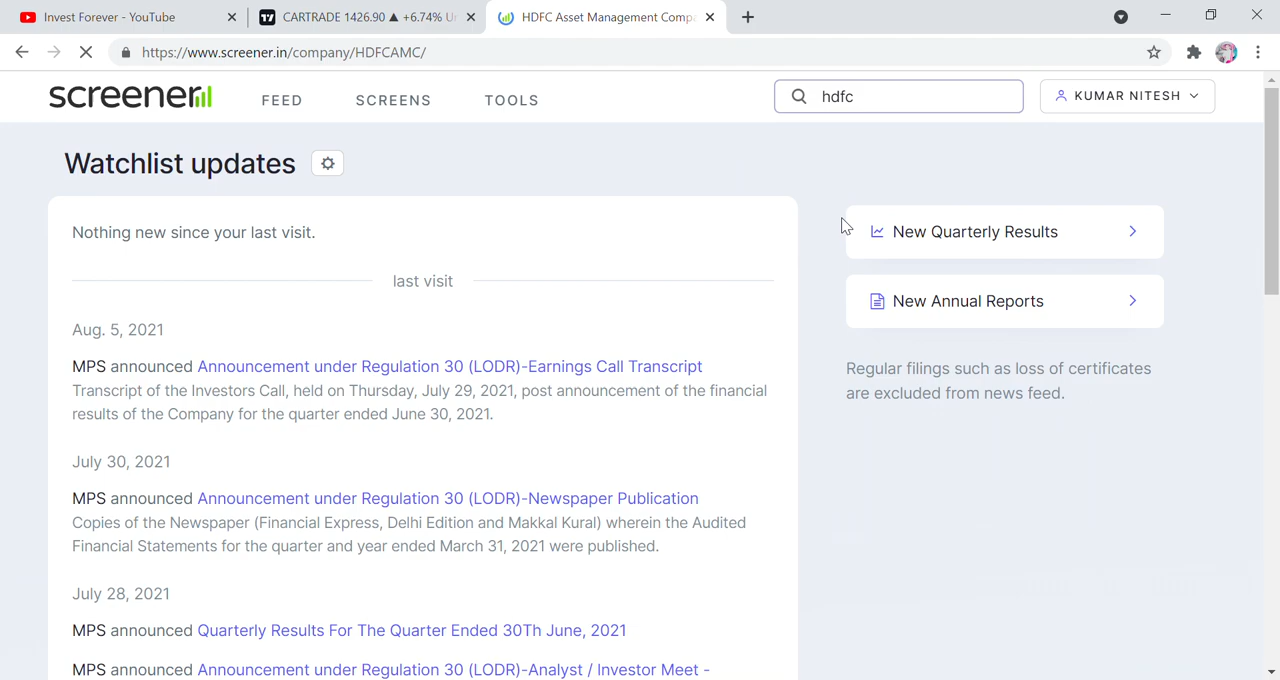 Invest Forever - YouTube
CARTRADE 1426.90 ▲ +6.74%
HDFC Asset Management Comp
https://www.screener.in/company/HDFCAMC/
screener
FEED
SCREENS
TOOLS
hdfc
KUMAR NITESH
Watchlist updates
Nothing new since your last visit.
last visit
Aug. 5, 2021
MPS announced Announcement under Regulation 30 (LODR)-Earnings Call Transcript
Transcript of the Investors Call, held on Thursday, July 29, 2021, post announcement of the financial
results of the Company for the quarter ended June 30, 2021.
July 30, 2021
MPS announced Announcement under Regulation 30 (LODR)-Newspaper Publication
Copies of the Newspaper (Financial Express, Delhi Edition and Makkal Kural) wherein the Audited
Financial Statements for the quarter and year ended March 31, 2021 were published.
July 28, 2021
MPS announced Quarterly Results For The Quarter Ended 30Th June, 2021
MPS announced Announcement under Regulation 30 (LODR)-Analyst / Investor Meet -
New Quarterly Results
New Annual Reports
Regular filings such as loss of certificates
are excluded from news feed.